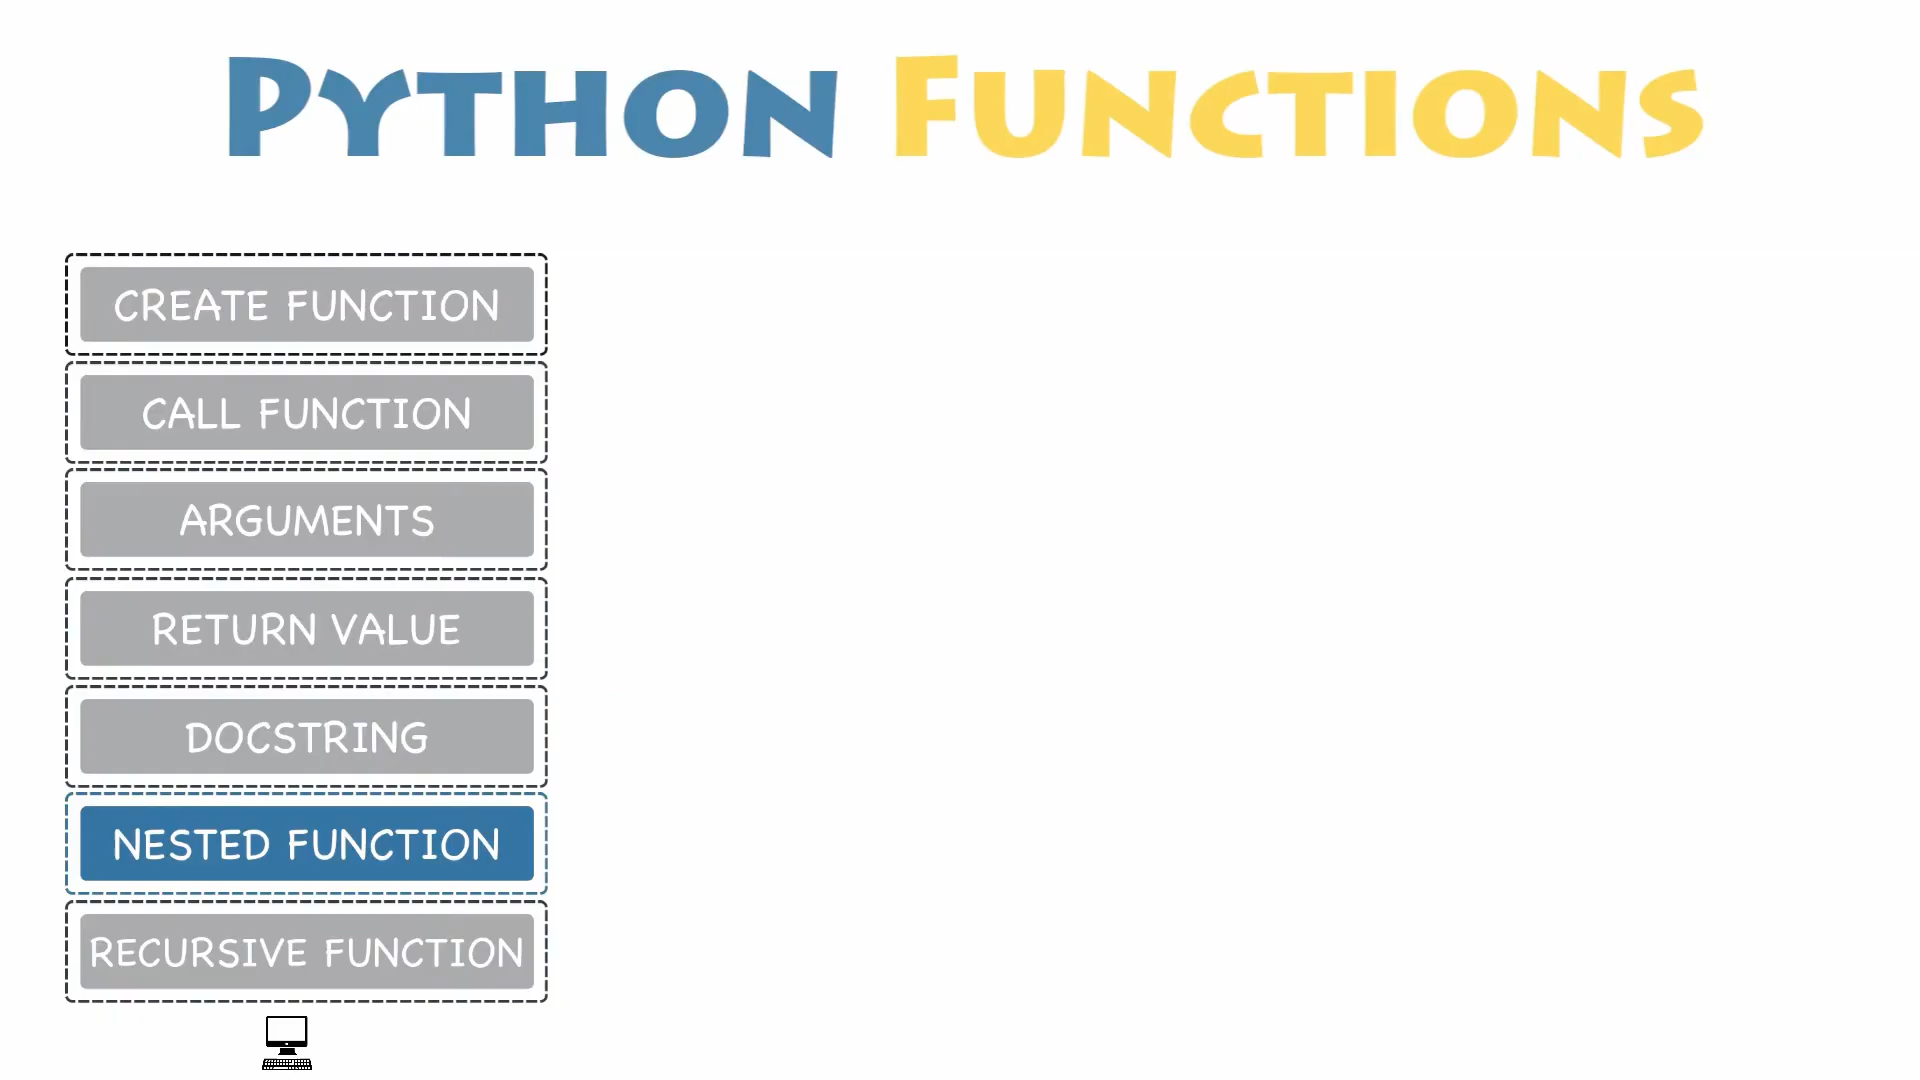 PYTHON FUNCTIONS
CREATE FUNCTION
CALL FUNCTION
ARGUMENTS
RETURN VALUE
DOCSTRING
NESTED FUNCTION
RECURSIVE FUNCTION